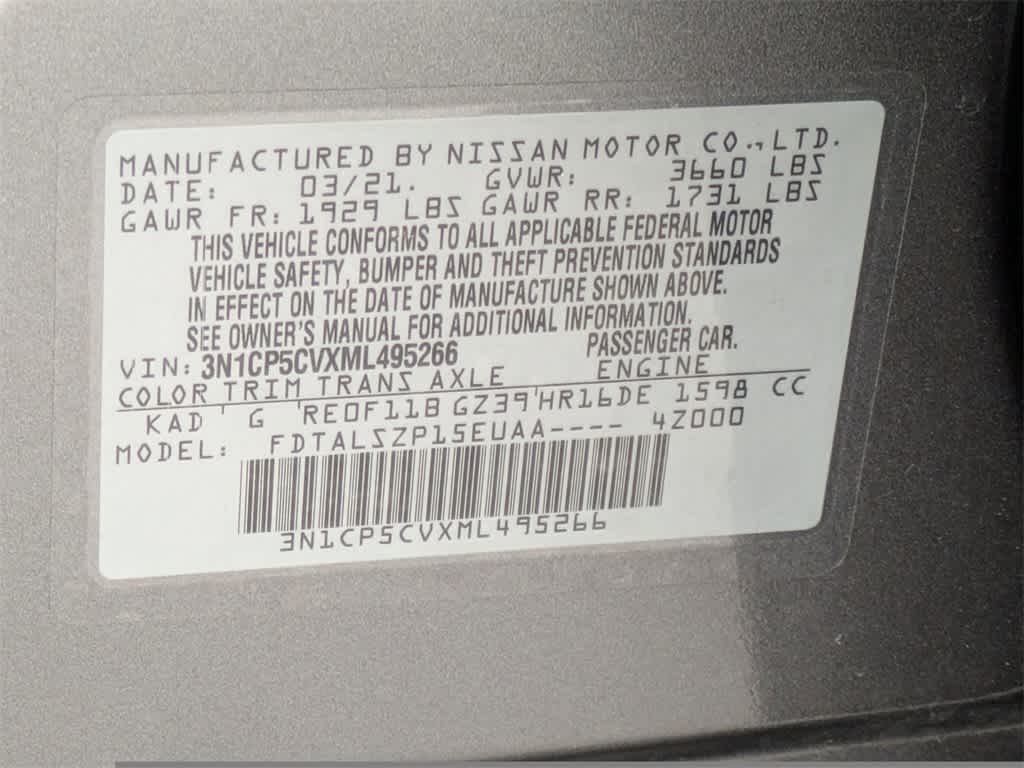 MANUFACTURED BY NISSAN MOTOR CO.,LTD.
DATE: 03/21. GVWR: 3660 LBS
GAWR FR: 1929 LBS GAWR RR: 1731 LBS
THIS VEHICLE CONFORMS TO ALL APPLICABLE FEDERAL MOTOR
VEHICLE SAFETY, BUMPER AND THEFT PREVENTION STANDARDS
IN EFFECT ON THE DATE OF MANUFACTURE SHOWN ABOVE.
SEE OWNER'S MANUAL FOR ADDITIONAL INFORMATION.
VIN: 3N1CP5CVXML495266 PASSENGER CAR.
COLOR TRIM TRANS AXLE ENGINE
KAD G RE0F11B GZ39 HR16DE 1598 CC
MODEL: FDTALSZP15EUAA---- 4Z000
3N1CP5CVXML495266